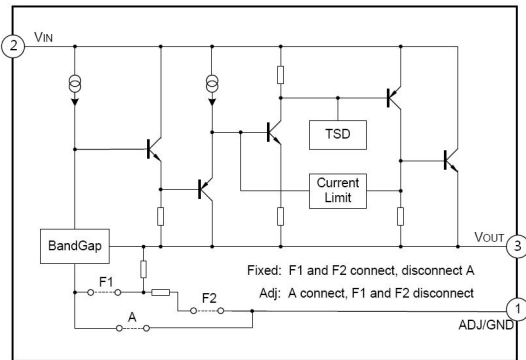 VIN
2
TSD
Current
Limit
VOUT
3
BandGap
Fixed: F1 and F2 connect, disconnect A
F1
Adj: A connect, F1 and F2 disconnect
F2
1
A
ADJ/GND